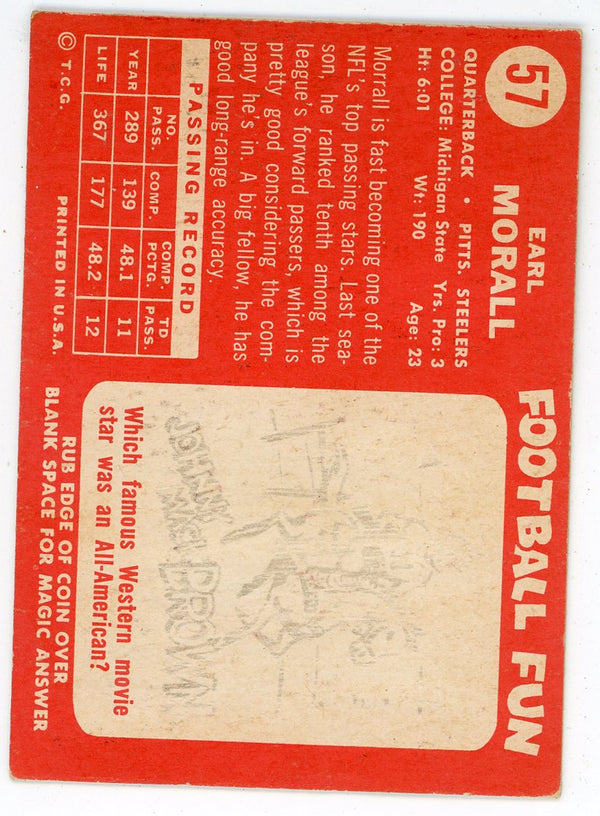 57
EARL
MORALL
QUARTERBACK • PITTS. STEELERS
COLLEGE: Michigan State Yrs. Pro: 3
Ht: 6:01 Wt: 190 Age: 23
Morrall is fast becoming one of the
NFL's top passing stars. Last sea-
son, he ranked tenth among the
league's forward passers, which is
pretty good considering the com-
pany he's in. A big fellow, he has
good long-range accuracy.
PASSING RECORD
NO. PASS. COMP. COMP. PCTG. TD PASS.
YEAR 289 139 48.1 11
LIFE 367 177 48.2 12
© T.C.G. PRINTED IN U.S.A.
FOOTBALL FUN
JOHNNY
MACK BROWN
Which famous Western movie
star was an All-American?
RUB EDGE OF COIN OVER
BLANK SPACE FOR MAGIC ANSWER